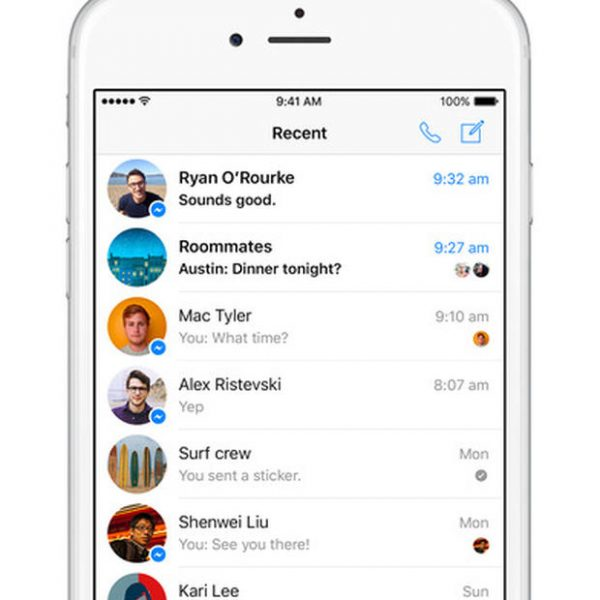 9:41 AM 100%
Recent
Ryan O’Rourke 9:32 am
Sounds good.
Roommates 9:27 am
Austin: Dinner tonight?
Mac Tyler 9:10 am
You: What time?
Alex Ristevski 8:07 am
Yep
Surf crew Mon
You sent a sticker.
Shenwei Liu Mon
You: See you there!
Kari Lee Sun